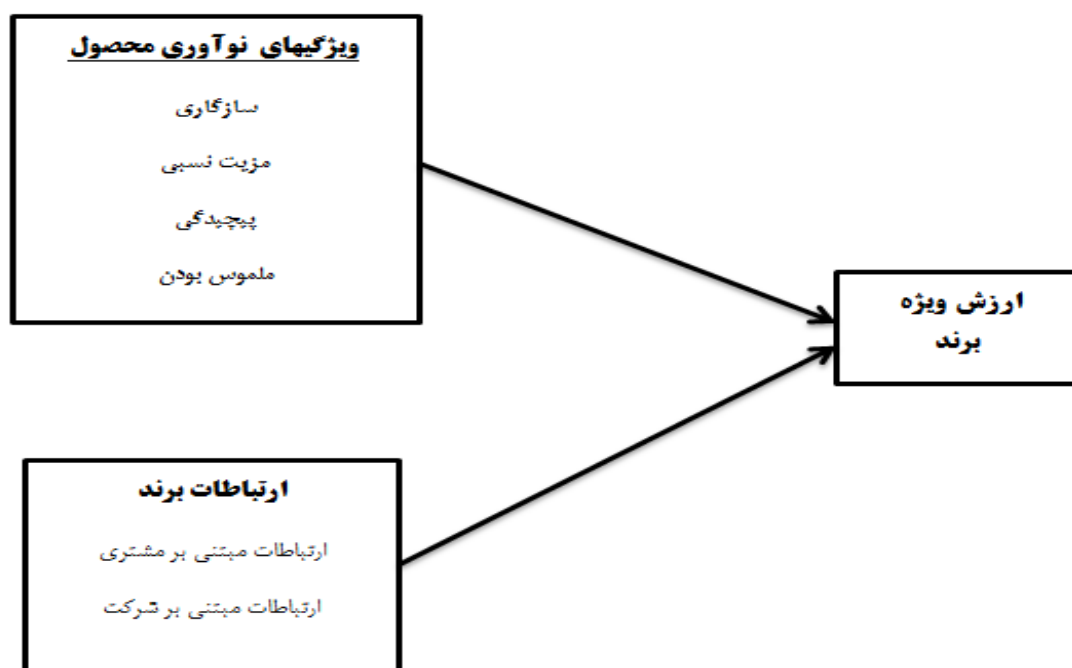 ویژگیهای نوآوری محصول
سازگاری
مزیت نسبی
پیچیدگی
ملموس بودن
ارزش ویژه
برند
ارتباطات برند
ارتباطات مبتنی بر مشتری
ارتباطات مبتنی بر شرکت